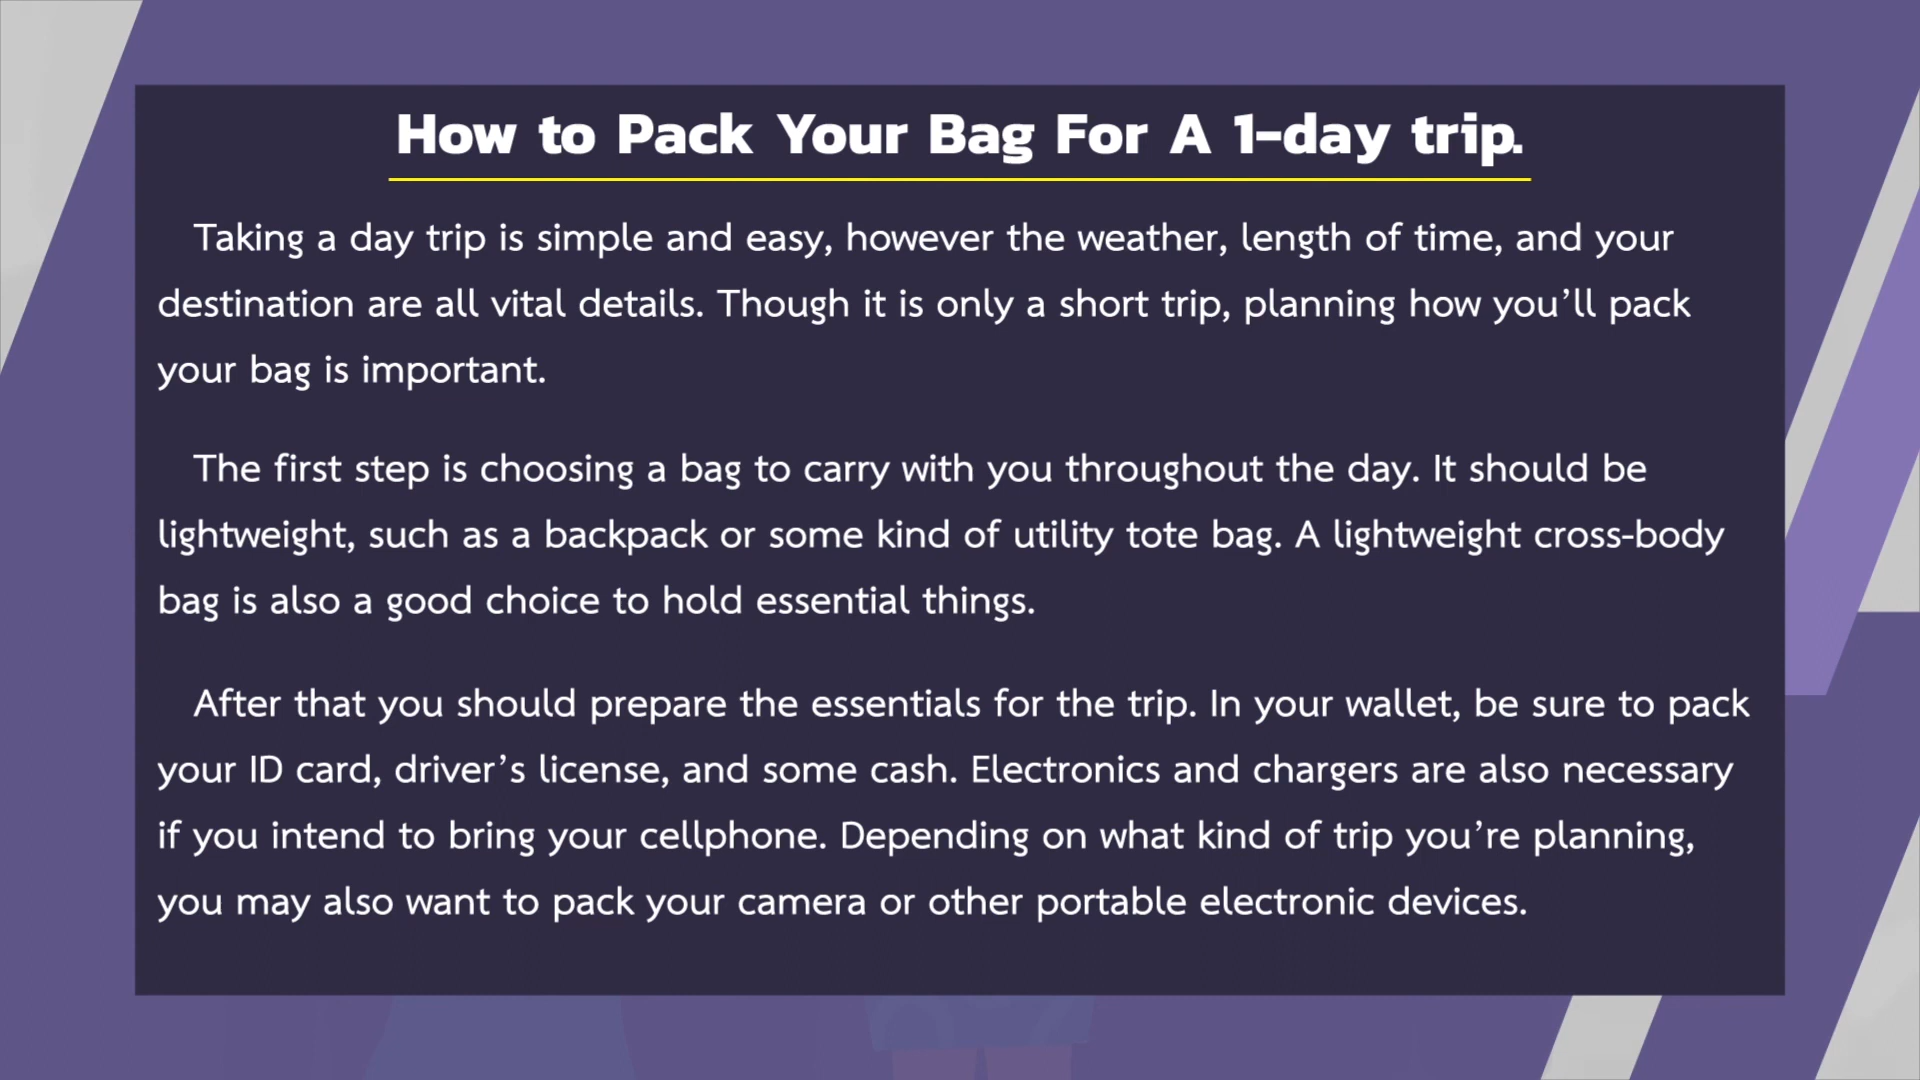 How to Pack Your Bag For A 1-day trip.
Taking a day trip is simple and easy, however the weather, length of time, and your
destination are all vital details. Though it is only a short trip, planning how you’ll pack
your bag is important.
The first step is choosing a bag to carry with you throughout the day. It should be
lightweight, such as a backpack or some kind of utility tote bag. A lightweight cross-body
bag is also a good choice to hold essential things.
After that you should prepare the essentials for the trip. In your wallet, be sure to pack
your ID card, driver’s license, and some cash. Electronics and chargers are also necessary
if you intend to bring your cellphone. Depending on what kind of trip you’re planning,
you may also want to pack your camera or other portable electronic devices.